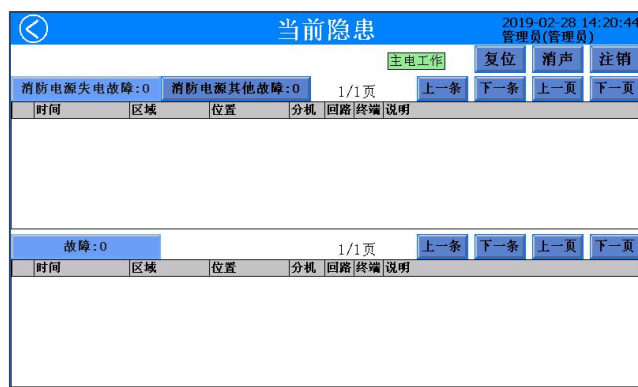 当前隐患
2019-02-28 14:20:44
管理员(管理员)
主电工作 复位 消声 注销
消防电源失电故障:0 消防电源其他故障:0 1/1页 上一条 下一条 上一页 下一页
时间 区域 位置 分机 回路 终端 说明
故障:0 1/1页 上一条 下一条 上一页 下一页
时间 区域 位置 分机 回路 终端 说明